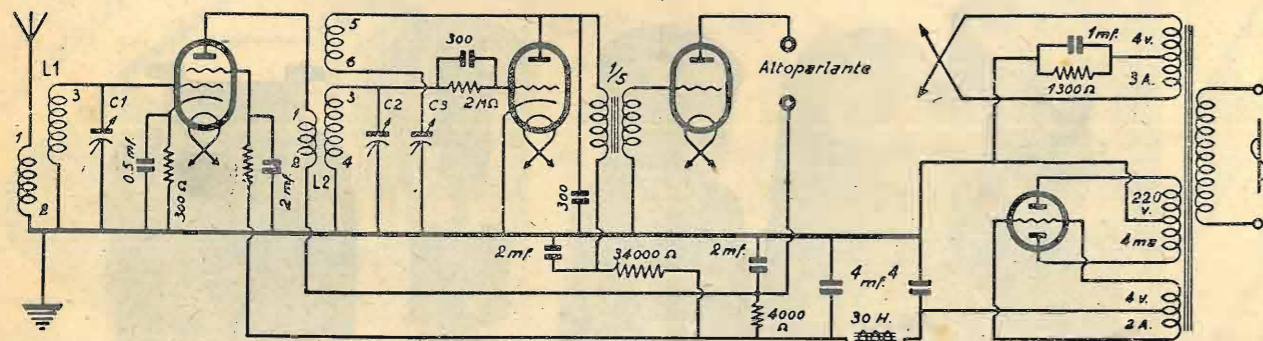 L1
1
3
8
C1
0.5 mf.
300 Ω
2 mf.
5
6
1
8
L2
3
4
300
2 MΩ
C2
C3
300
1/5
Altoparlante
2 mf.
34000 Ω
2 mf.
4000
Ω
4
mf.
4
30 H.
1 mf.
1300 Ω
4 v.
3 A.
220
v.
4 ma
4 v.
2 A.